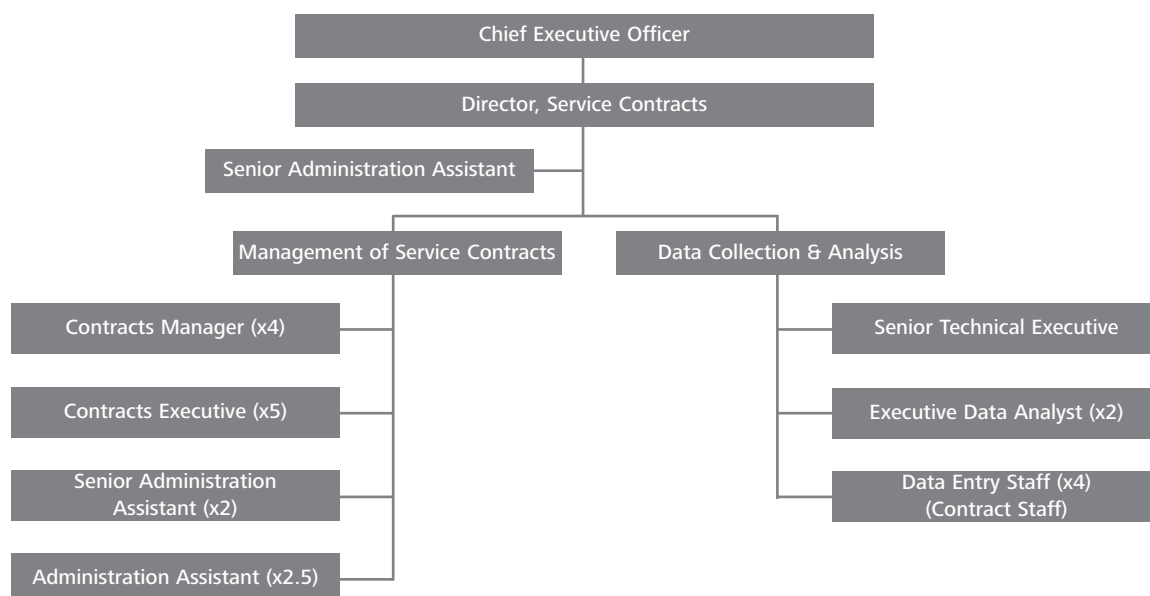 Chief Executive Officer
Director, Service Contracts
Senior Administration Assistant
Management of Service Contracts
Data Collection & Analysis
Contracts Manager (x4)
Contracts Executive (x5)
Senior Administration
Assistant (x2)
Administration Assistant (x2.5)
Senior Technical Executive
Executive Data Analyst (x2)
Data Entry Staff (x4)
(Contract Staff)